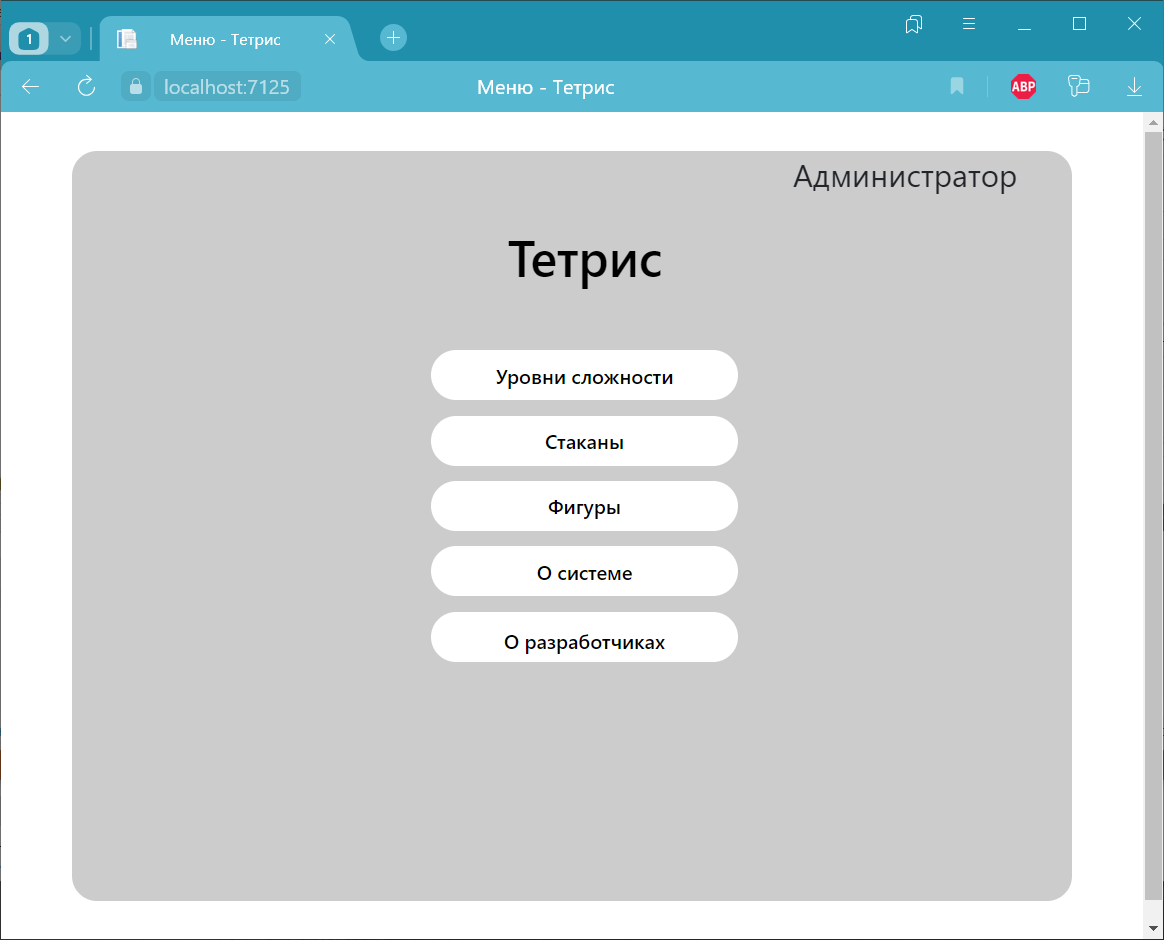 1
Меню - Тетрис
localhost:7125
Меню - Тетрис
ABP
Администратор
Тетрис
Уровни сложности
Стаканы
Фигуры
О системе
О разработчиках